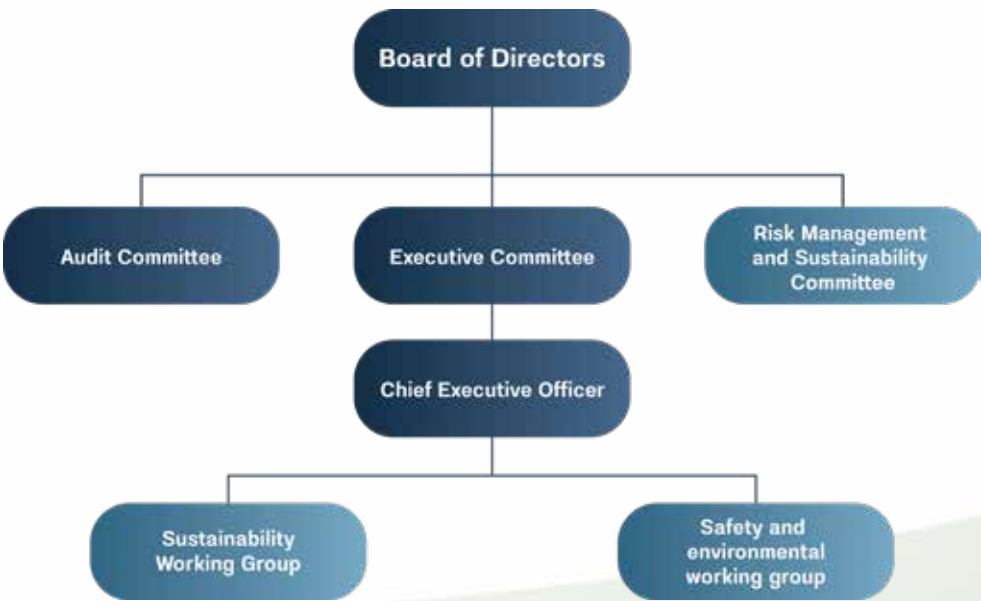 Board of Directors
Audit Committee
Executive Committee
Risk Management
and Sustainability
Committee
Chief Executive Officer
Sustainability
Working Group
Safety and
environmental
working group